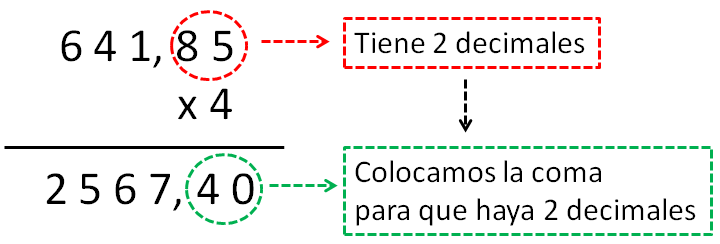 6 4 1, 8 5
Tiene 2 decimales
x 4
2 5 6 7, 4 0
Colocamos la coma
para que haya 2 decimales